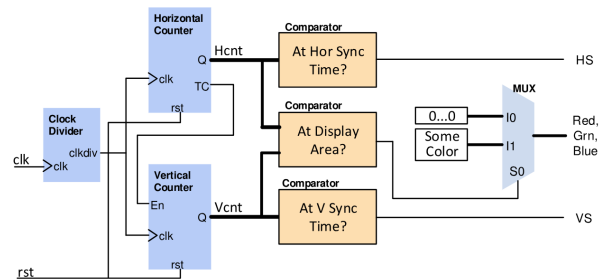 Horizontal
Counter
Q
clk
TC
rst
Hcnt
Comparator
At Hor Sync
Time?
HS
Clock
Divider
clkdiv
clk
clk
Comparator
At Display
Area?
MUX
0...0
I0
Some
Color
I1
S0
Red,
Grn,
Blue
Vertical
Counter
En
Q
clk
rst
Vcnt
Comparator
At V Sync
Time?
VS
rst